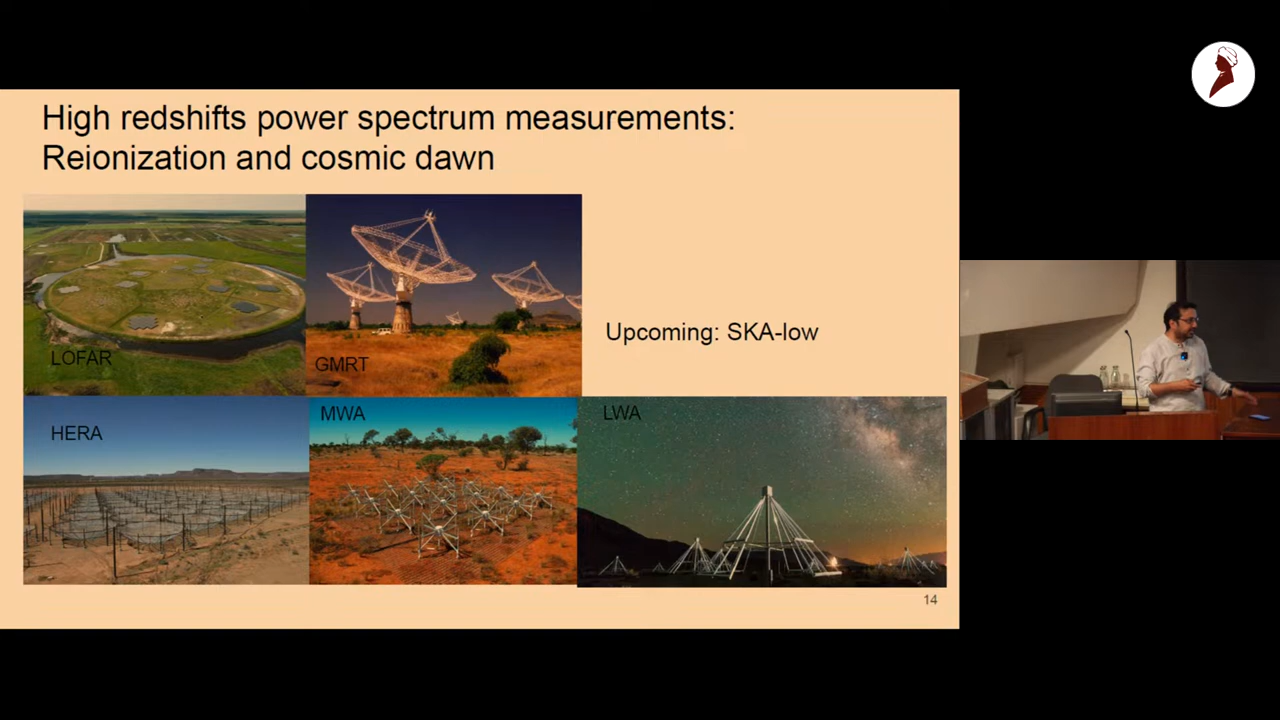 High redshifts power spectrum measurements:
Reionization and cosmic dawn
LOFAR
GMRT
Upcoming: SKA-low
HERA
MWA
LWA
14